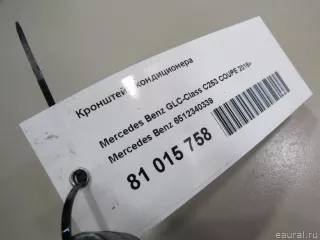 Кронштейн кондиционера
Mercedes Benz GLC-Class C253 COUPE 2016>
Mercedes Benz 6512340339
81 015 758
eaural.ru